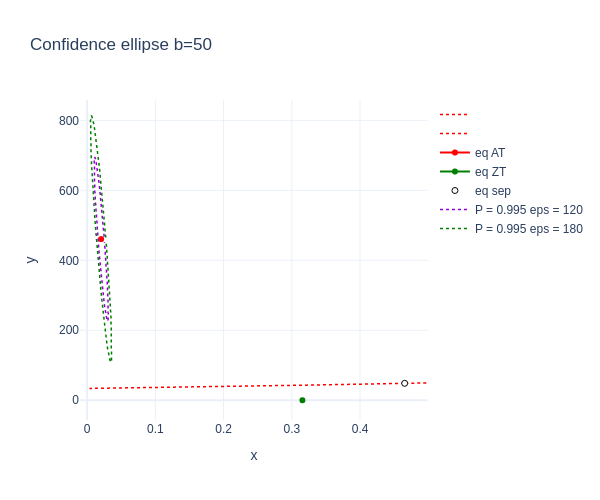 Confidence ellipse b=50
800
600
400
200
0
y
0
0.1
0.2
0.3
0.4
x
eq AT
eq ZT
eq sep
P = 0.995 eps = 120
P = 0.995 eps = 180